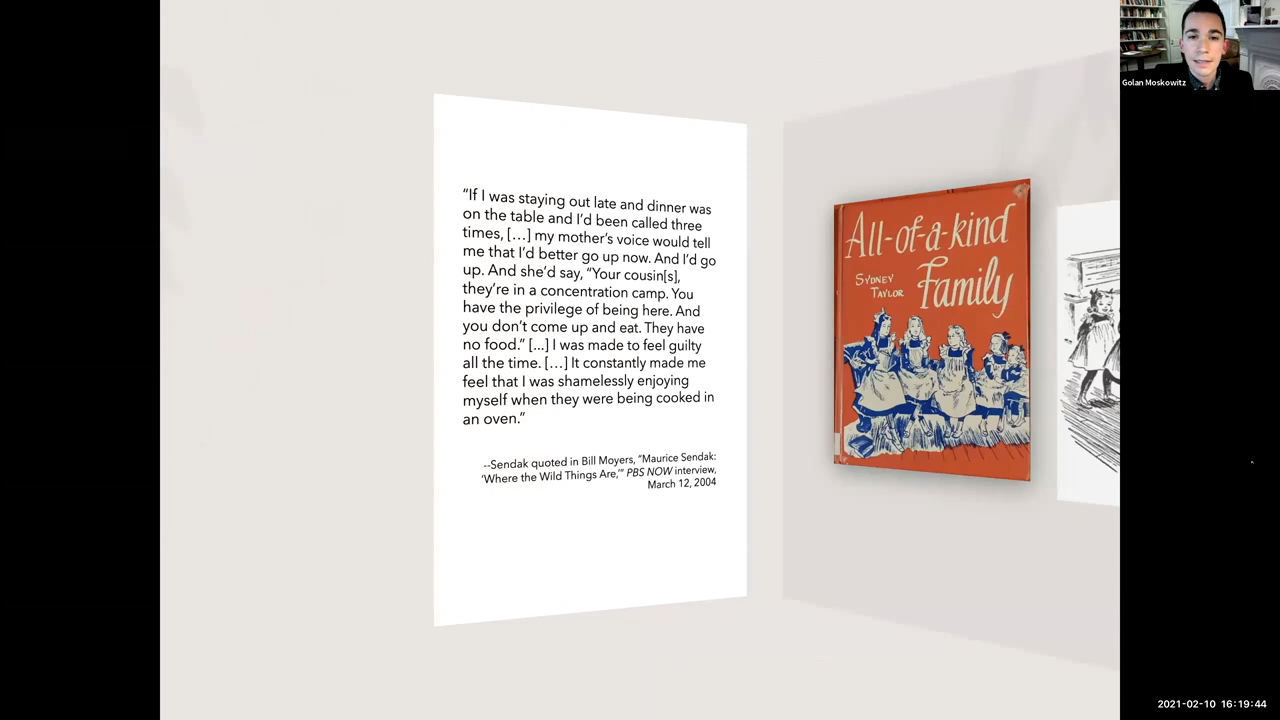 "If I was staying out late and dinner was
on the table and I'd been called three
times, […] my mother's voice would tell
me that I'd better go up now. And I'd go
up. And she'd say, "Your cousin[s],
they're in a concentration camp. You
have the privilege of being here. And
you don't come up and eat. They have
no food." [...] I was made to feel guilty
all the time. […] It constantly made me
feel that I was shamelessly enjoying
myself when they were being cooked in
an oven."
--Sendak quoted in Bill Moyers, "Maurice Sendak:
'Where the Wild Things Are,'" PBS NOW interview,
March 12, 2004
All-of-a-kind
Family
SYDNEY
TAYLOR
Golan Moskowitz
2021-02-10 16:19:44